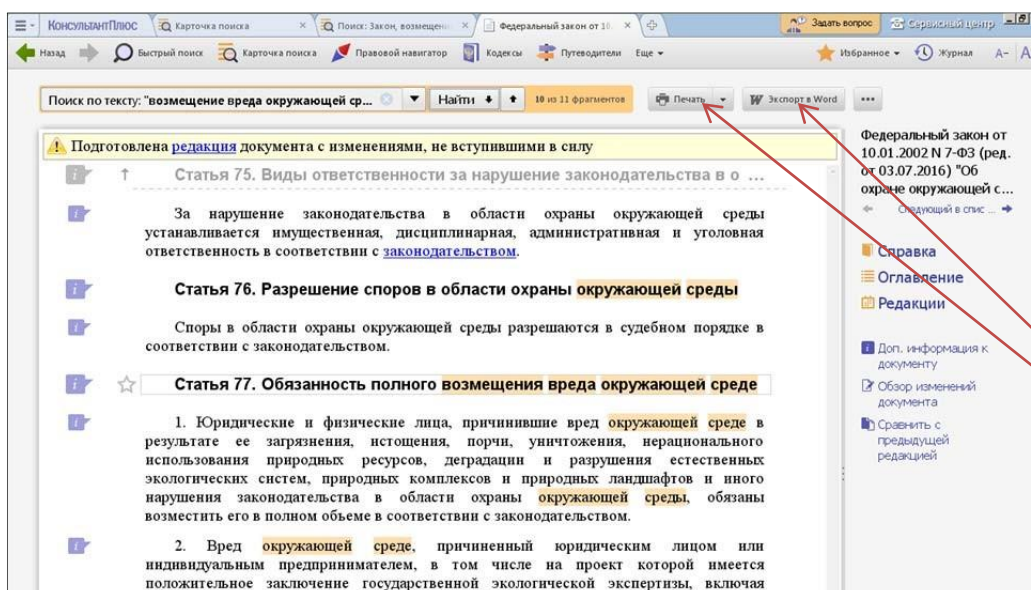 КонсультантПлюс Карточка поиска × Поиск: Закон, возмещени × Федеральный закон от 10. × Задать вопрос Сервисный центр
Назад Быстрый поиск Карточка поиска Правовой навигатор Кодексы Путеводители Еще Избранное Журнал A- A
Поиск по тексту: "возмещение вреда окружающей ср... Найти 10 из 11 фрагментов Печать Экспорт в Word •••
Подготовлена редакция документа с изменениями, не вступившими в силу
Статья 75. Виды ответственности за нарушение законодательства в о ...
За нарушение законодательства в области охраны окружающей среды
устанавливается имущественная, дисциплинарная, административная и уголовная
ответственность в соответствии с законодательством.
Статья 76. Разрешение споров в области охраны окружающей среды
Споры в области охраны окружающей среды разрешаются в судебном порядке в
соответствии с законодательством.
Статья 77. Обязанность полного возмещения вреда окружающей среде
1. Юридические и физические лица, причинившие вред окружающей среде в
результате ее загрязнения, истощения, порчи, уничтожения, нерационального
использования природных ресурсов, деградации и разрушения естественных
экологических систем, природных комплексов и природных ландшафтов и иного
нарушения законодательства в области охраны окружающей среды, обязаны
возместить его в полном объеме в соответствии с законодательством.
2. Вред окружающей среде, причиненный юридическим лицом или
индивидуальным предпринимателем, в том числе на проект которой имеется
положительное заключение государственной экологической экспертизы, включая
Федеральный закон от
10.01.2002 N 7-ФЗ (ред.
от 03.07.2016) "Об
охране окружающей с...
Следующий в спис ...
Справка
Оглавление
Редакции
Доп. информация к
документу
Обзор изменений
документа
Сравнить с
предыдущей
редакцией